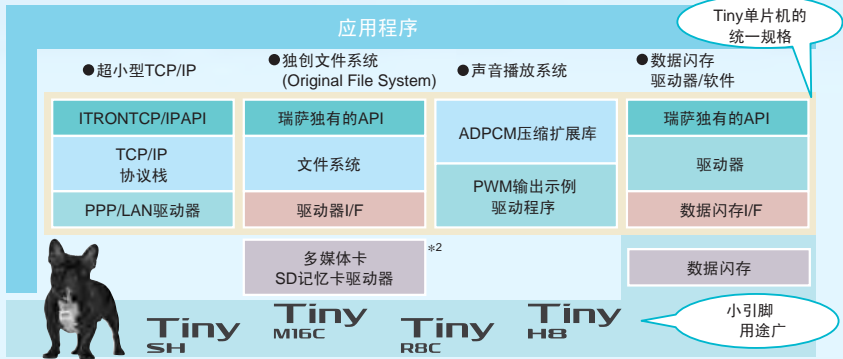 应用程序
Tiny单片机的
统一规格
●超小型TCP/IP
●独创文件系统
(Original File System)
●声音播放系统
●数据闪存
驱动器/软件
ITRONTCP/IPAPI
TCP/IP
协议栈
PPP/LAN驱动器
瑞萨独有的API
文件系统
驱动器I/F
多媒体卡
SD记忆卡驱动器
*2
ADPCM压缩扩展库
PWM输出示例
驱动程序
瑞萨独有的API
驱动器
数据闪存I/F
数据闪存
Tiny
SH
Tiny
M16C
Tiny
R8C
Tiny
H8
小引脚
用途广